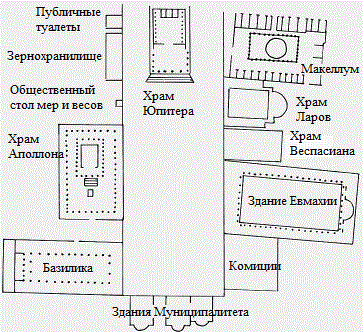 Публичные
туалеты
Зернохранилище
Общественный
стол мер и весов
Храм
Аполлона
Базилика
Храм
Юпитера
Макеллум
Храм
Ларов
Храм
Веспасиана
Здание Евмахии
Комиции
Здания Муниципалитета